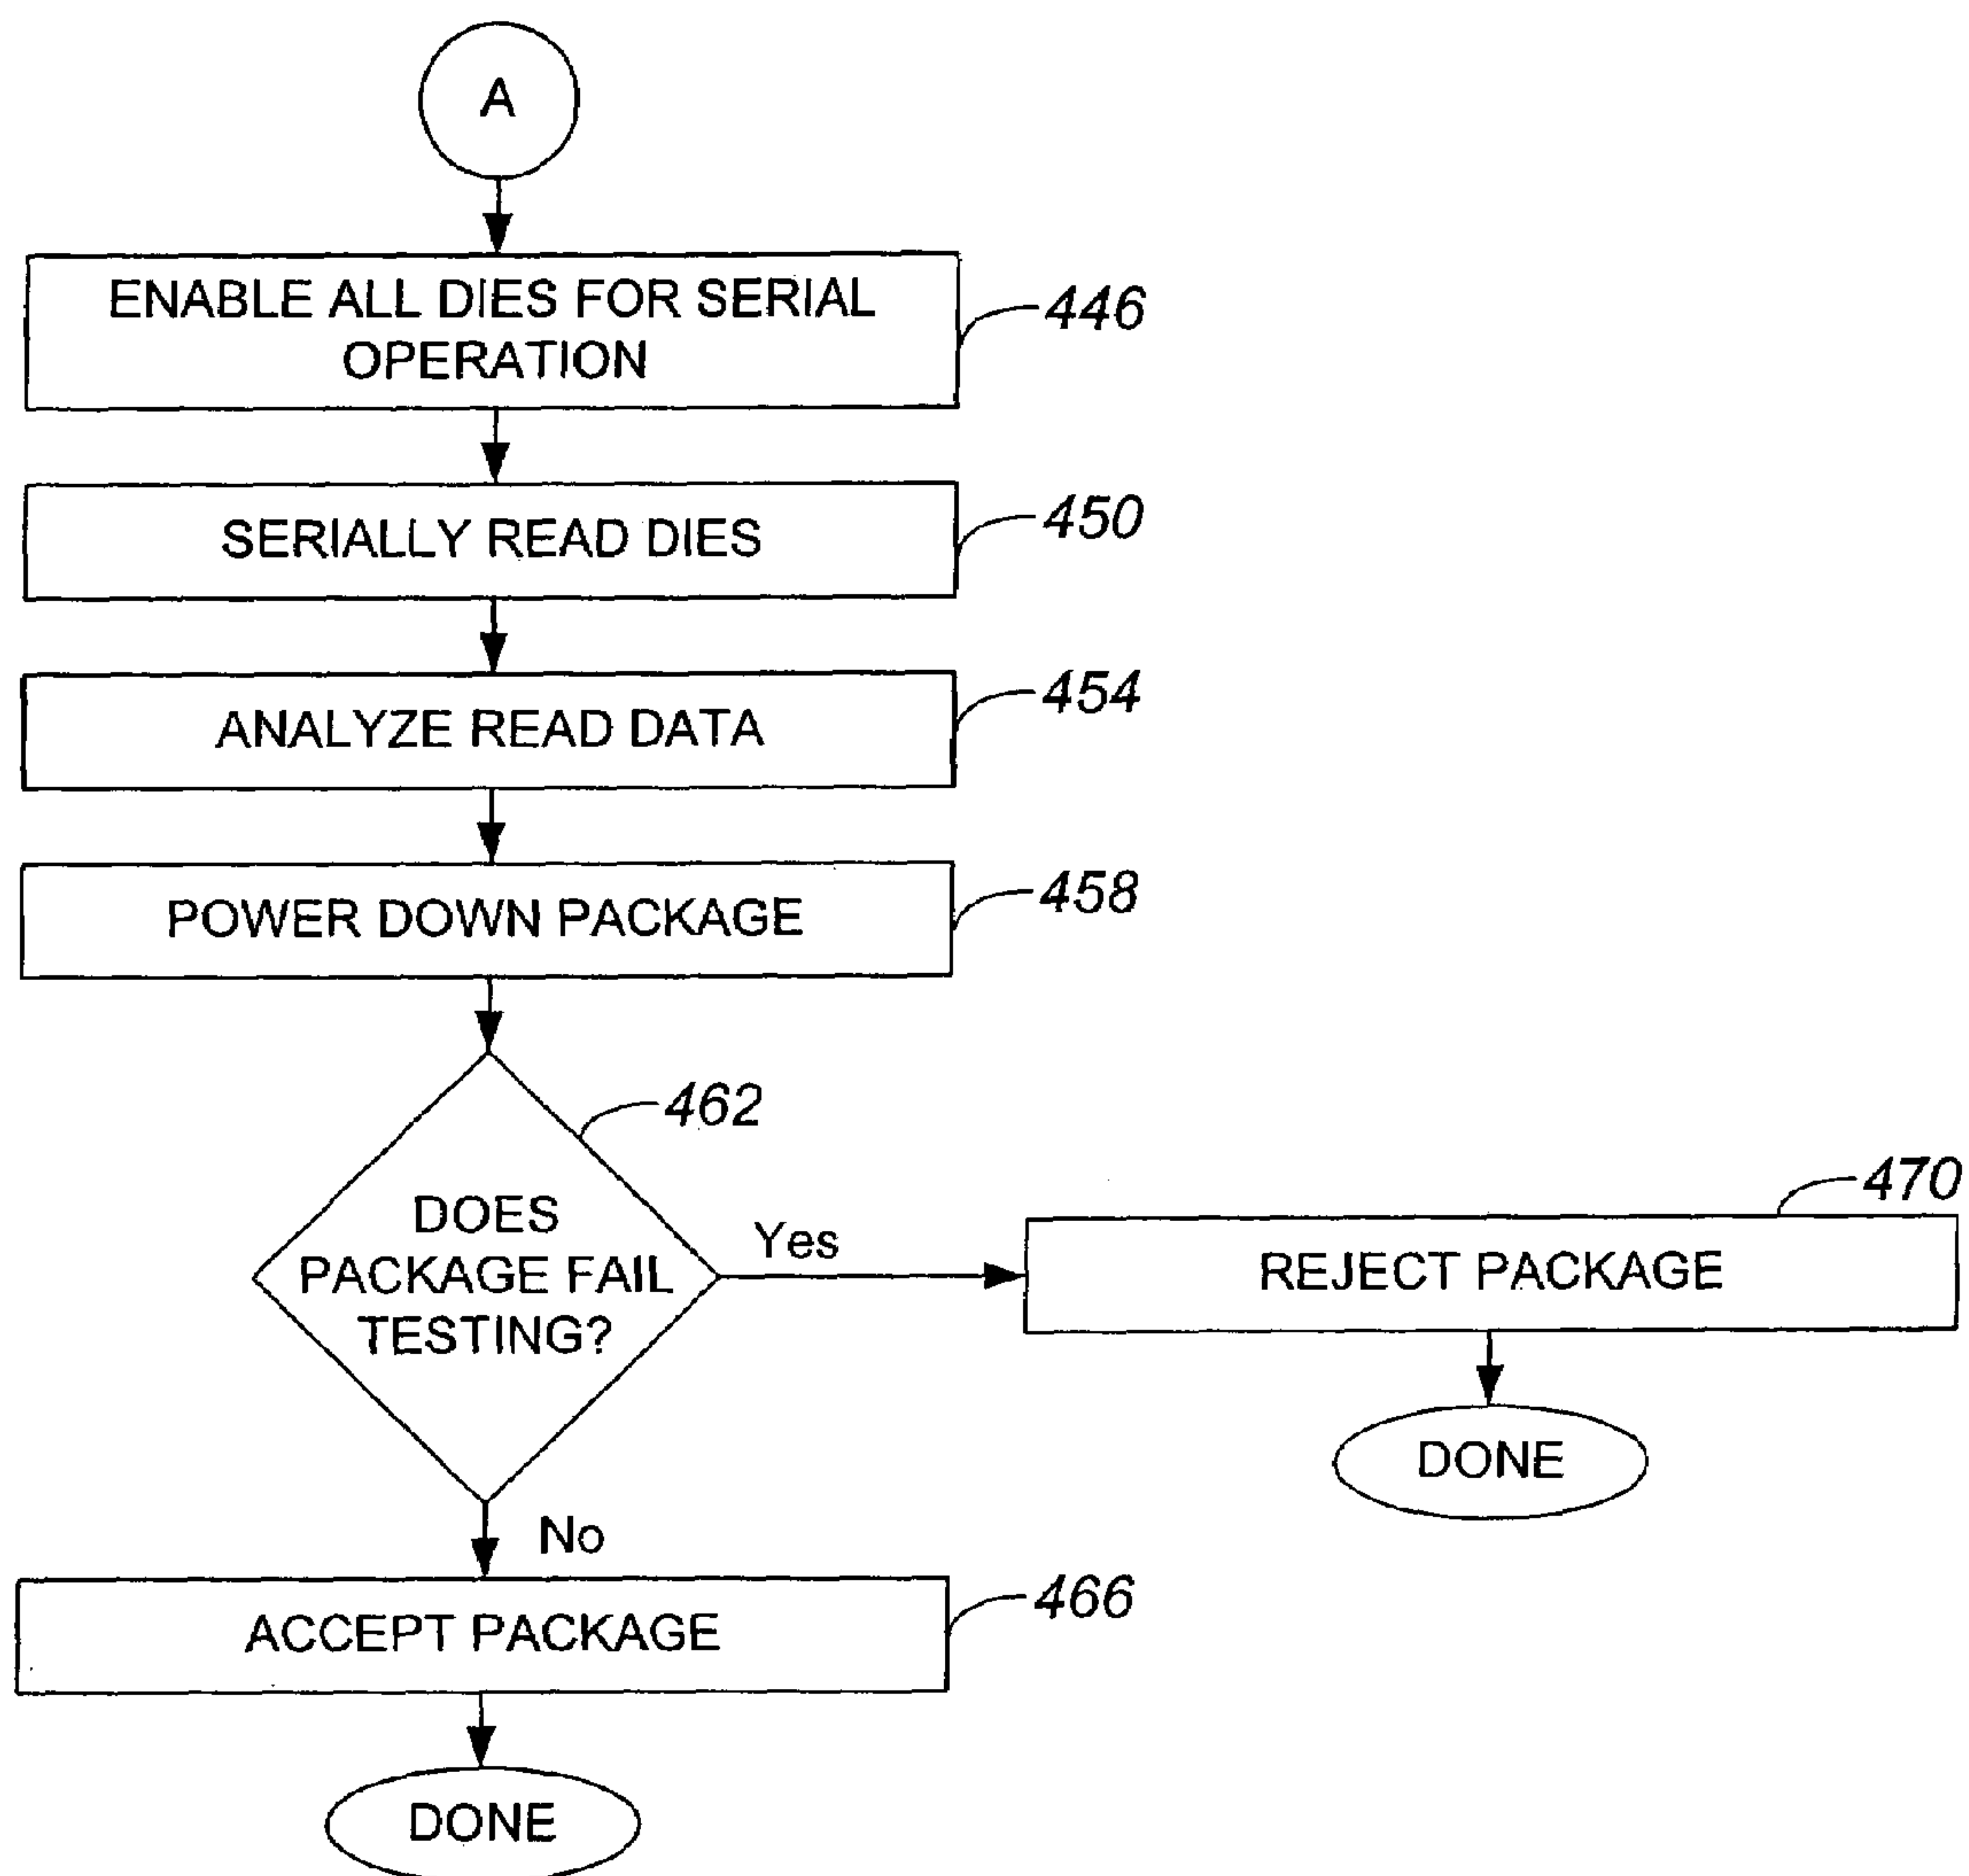 A
ENABLE ALL DIES FOR SERIAL
OPERATION
446
SERIALLY READ DIES
450
ANALYZE READ DATA
454
POWER DOWN PACKAGE
458
462
DOES
PACKAGE FAIL
TESTING?
Yes
470
REJECT PACKAGE
DONE
No
ACCEPT PACKAGE
466
DONE